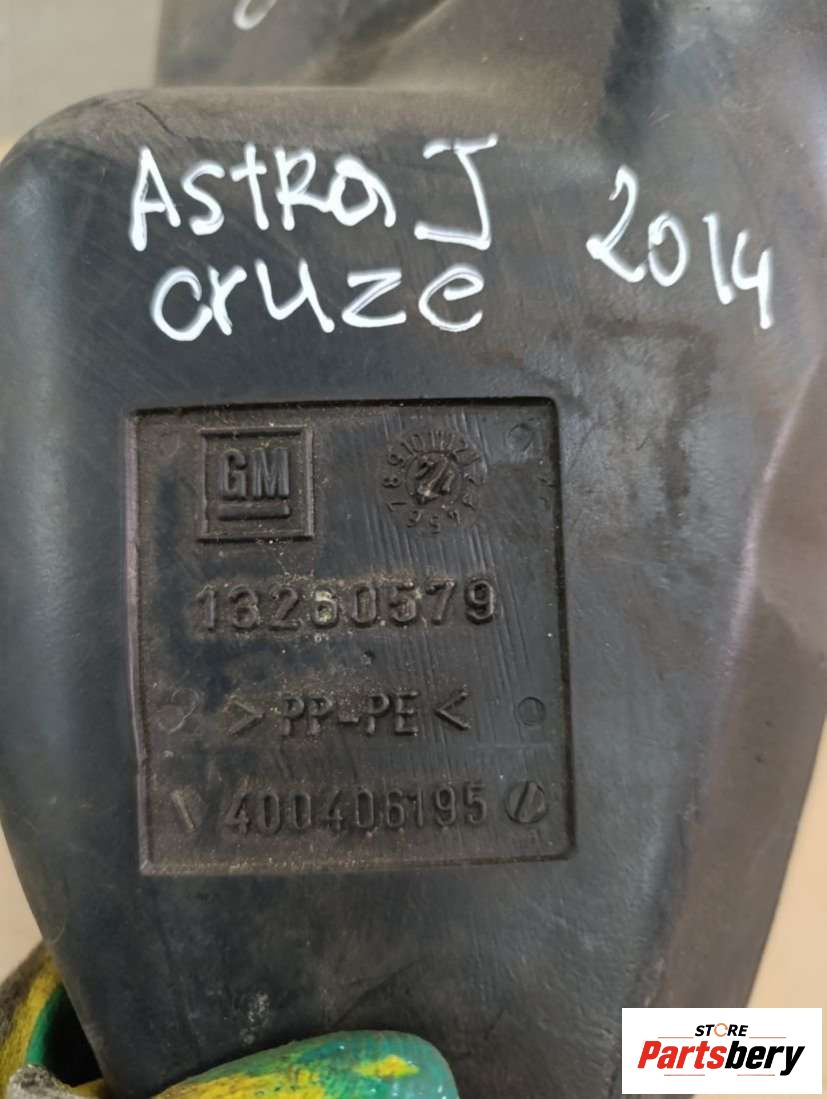 Astra J 2014
cruze
GM
13260579
> PP-PE <
400406195
STORE
Partsbery